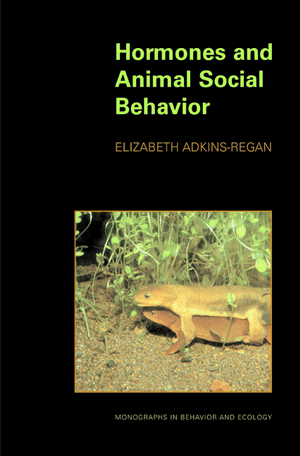 Hormones and
Animal Social
Behavior
ELIZABETH ADKINS-REGAN
MONOGRAPHS IN BEHAVIOR AND ECOLOGY